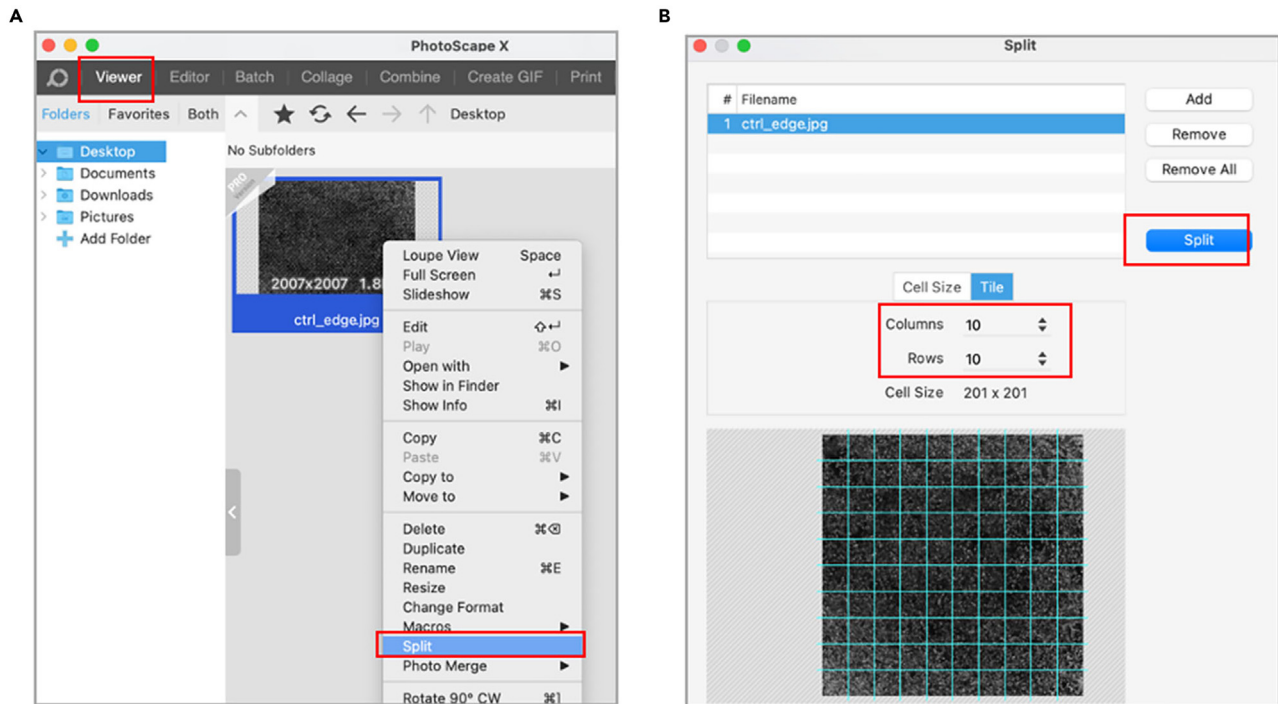 A
PhotoScape X
Viewer Editor Batch Collage Combine Create GIF Print
Folders Favorites Both Desktop
No Subfolders
Desktop
Documents
Downloads
Pictures
Add Folder
PRO
Version
2007x2007 1.8
ctrl_edge.jpg
Loupe View Space
Full Screen ↵
Slideshow ⌘S
Edit ⇧↵
Play ⌘O
Open with ▶
Show in Finder
Show Info ⌘I
Copy ⌘C
Paste ⌘V
Copy to ▶
Move to ▶
Delete ⌘⌫
Duplicate
Rename ⌘E
Resize
Change Format
Macros ▶
Split
Photo Merge ▶
Rotate 90° CW ⌘]
B
Split
# Filename
1 ctrl_edge.jpg
Add
Remove
Remove All
Split
Cell Size Tile
Columns 10
Rows 10
Cell Size 201 x 201